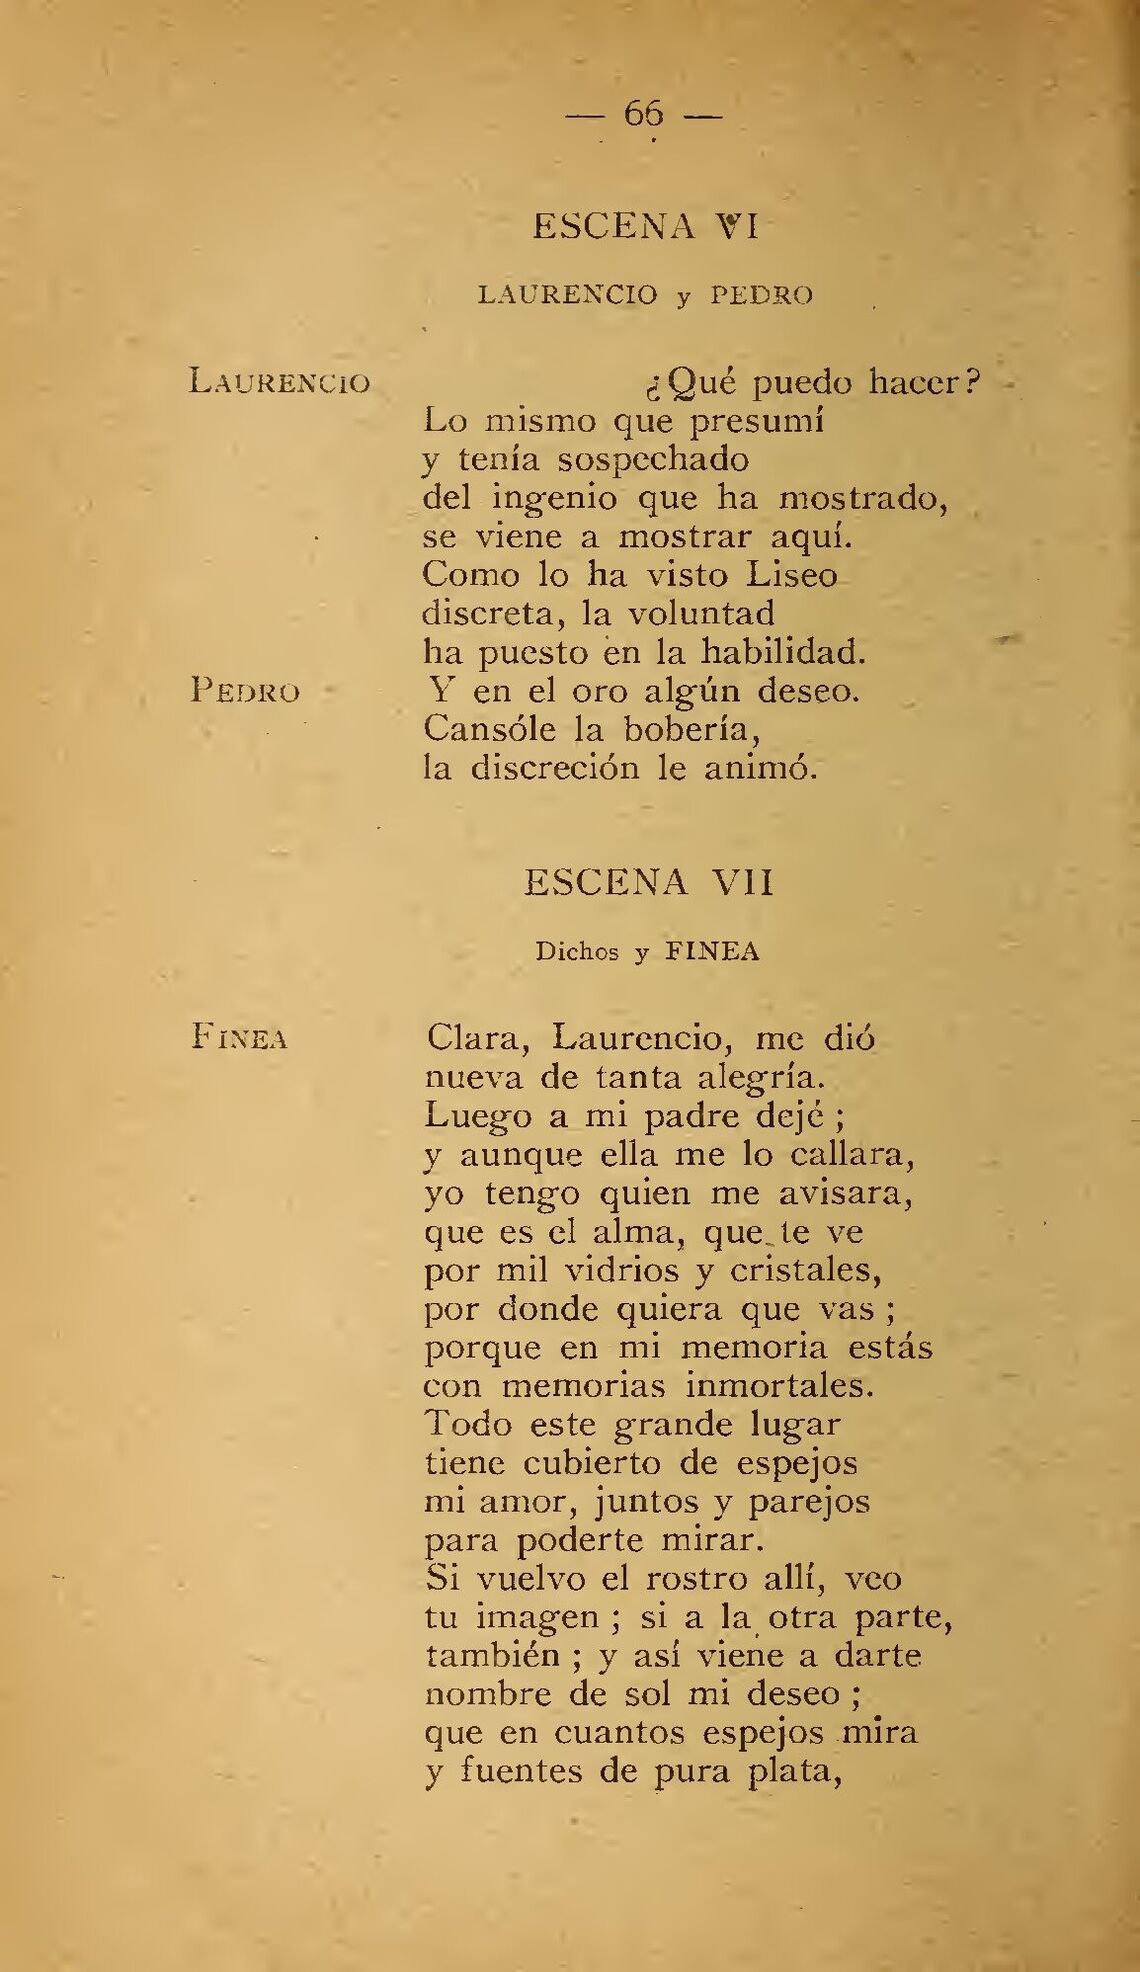 — 66 —
ESCENA VI
LAURENCIO y PEDRO
LAURENCIO ¿Qué puedo hacer?
Lo mismo que presumí
y tenía sospechado
del ingenio que ha mostrado,
se viene a mostrar aquí.
Como lo ha visto Liseo
discreta, la voluntad
ha puesto en la habilidad.
PEDRO Y en el oro algún deseo.
Cansóle la bobería,
la discreción le animó.
ESCENA VII
Dichos y FINEA
FINEA Clara, Laurencio, me dió
nueva de tanta alegría.
Luego a mi padre dejé ;
y aunque ella me lo callara,
yo tengo quien me avisara,
que es el alma, que te ve
por mil vidrios y cristales,
por donde quiera que vas ;
porque en mi memoria estás
con memorias inmortales.
Todo este grande lugar
tiene cubierto de espejos
mi amor, juntos y parejos
para poderte mirar.
Si vuelvo el rostro allí, veo
tu imagen ; si a la otra parte,
también ; y así viene a darte
nombre de sol mi deseo ;
que en cuantos espejos mira
y fuentes de pura plata,